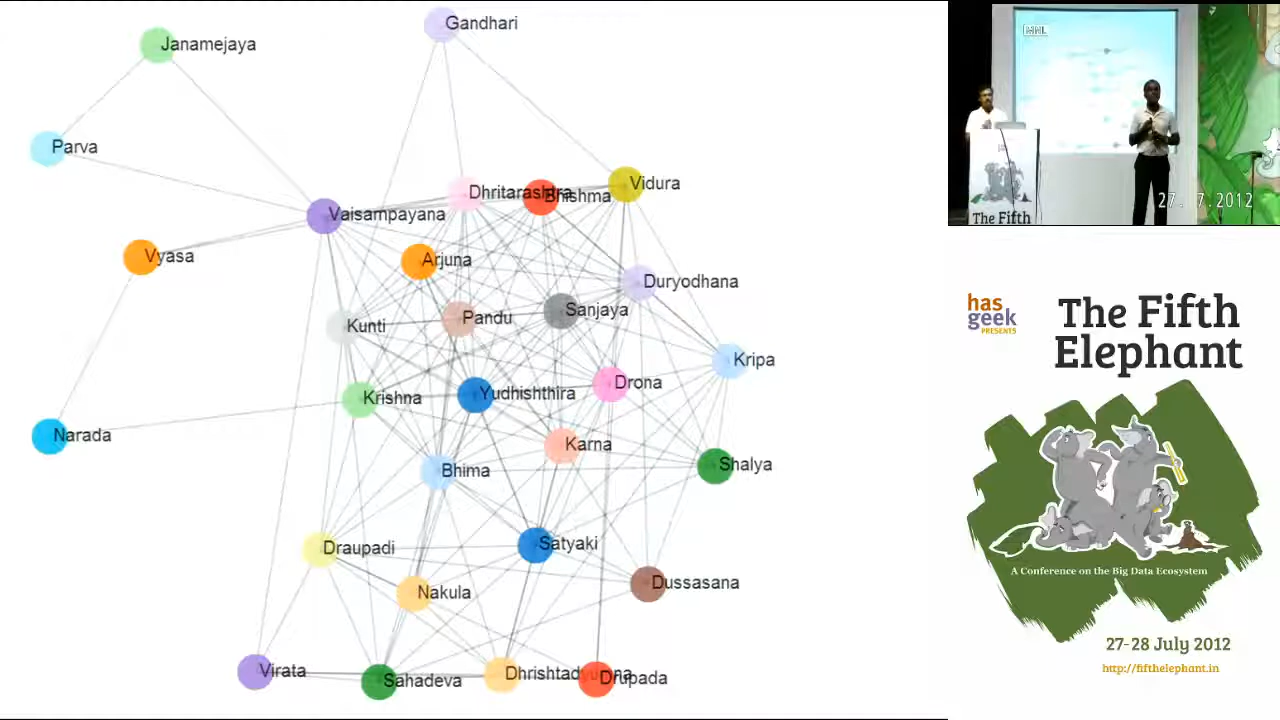 Gandhari
Janamejaya
Parva
Vidura
Dhritarashtra
Bhishma
Vaisampayana
Vyasa
Arjuna
Duryodhana
Sanjaya
Pandu
Kunti
Kripa
Drona
Yudhishthira
Krishna
Narada
Karna
Shalya
Bhima
Satyaki
Draupadi
Dussasana
Nakula
Virata
Sahadeva
Drupada
27. 7.2012
The Fifth
has
geek
PRESENTS
The Fifth
Elephant
A Conference on the Big Data Ecosystem
27-28 July 2012
http://fifthelephant.in